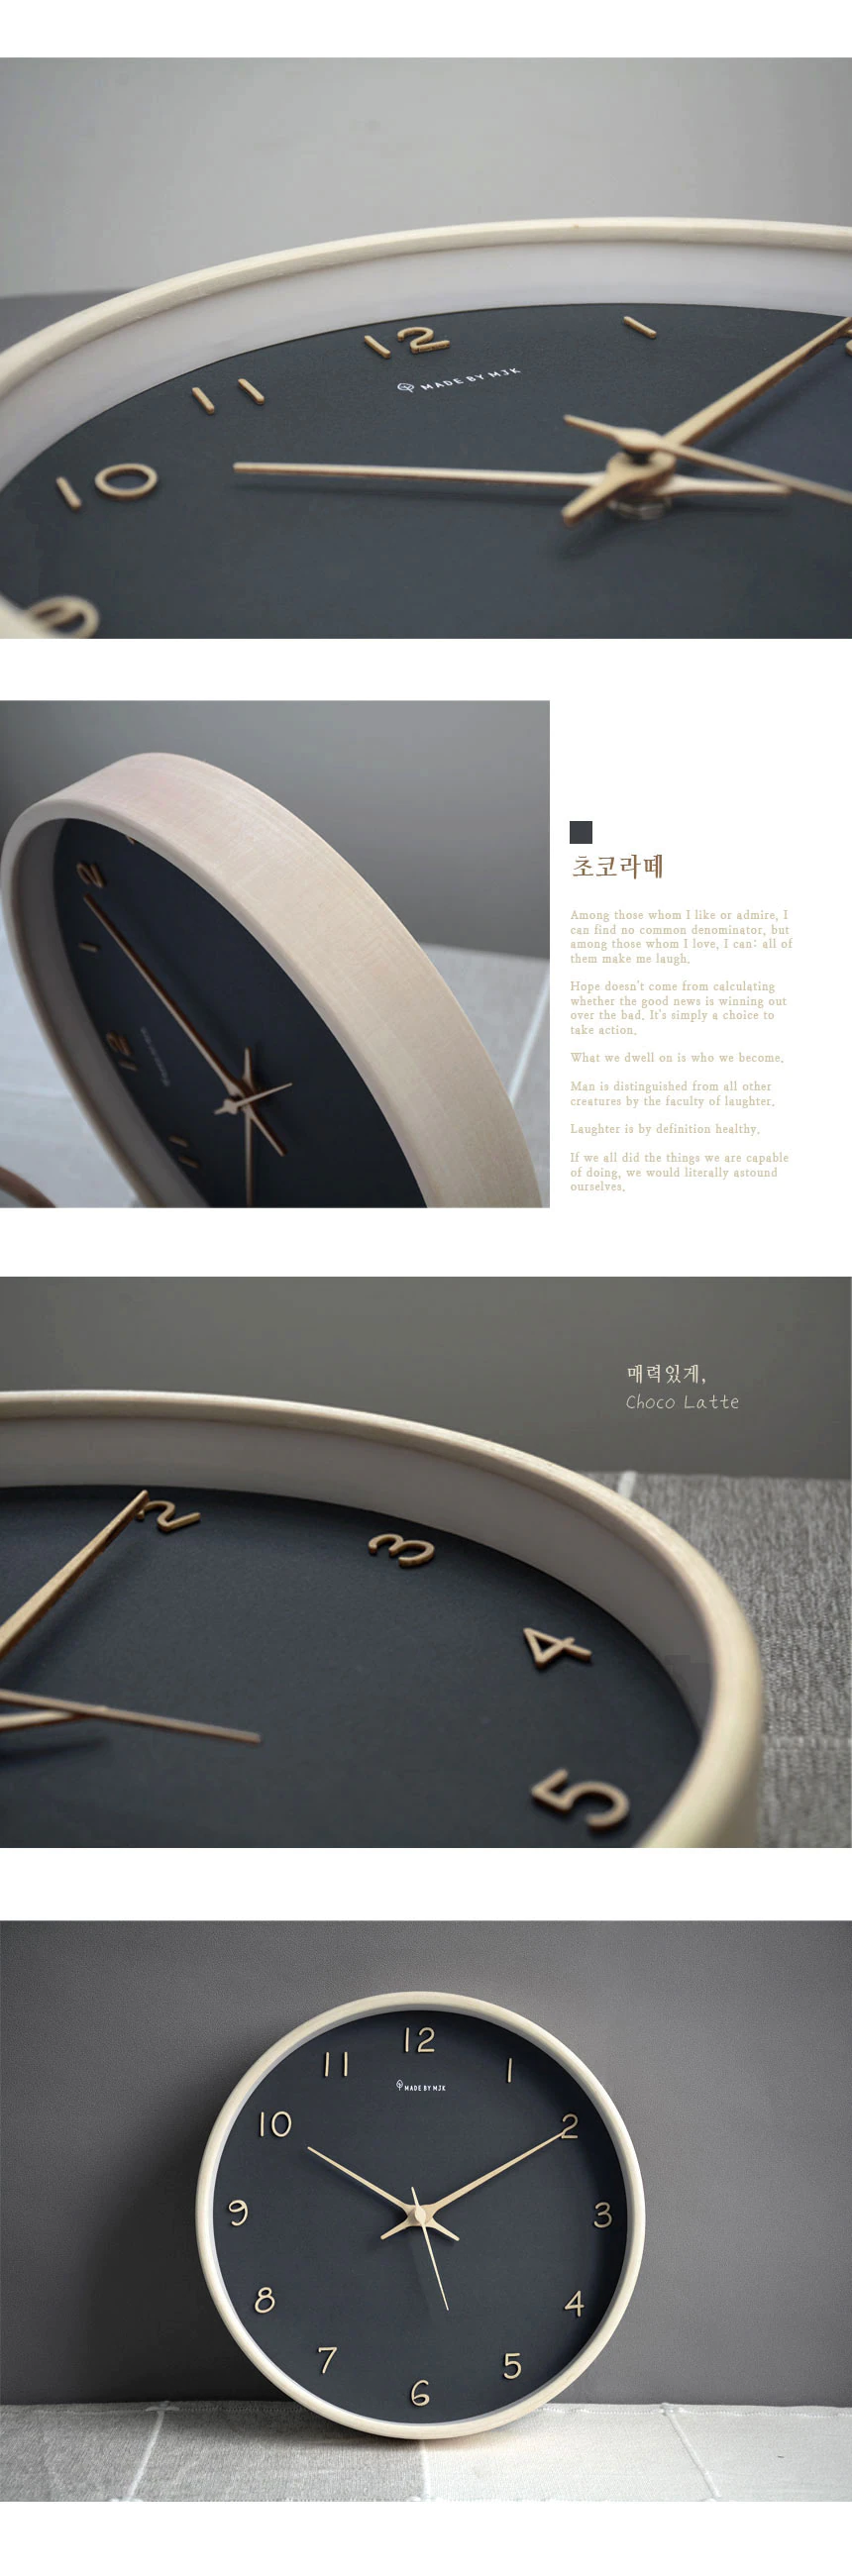 12
1
11
MADE BY MJK
10
9
초코라떼
Among those whom I like or admire, I
can find no common denominator, but
among those whom I love, I can: all of
them make me laugh.
Hope doesn't come from calculating
whether the good news is winning out
over the bad. It's simply a choice to
take action.
What we dwell on is who we become.
Man is distinguished from all other
creatures by the faculty of laughter.
Laughter is by definition healthy.
If we all did the things we are capable
of doing, we would literally astound
ourselves.
2
1
12
11
매력있게,
Choco Latte
2
3
4
5
12
11
1
MADE BY MJK
10
2
9
3
8
4
7
5
6